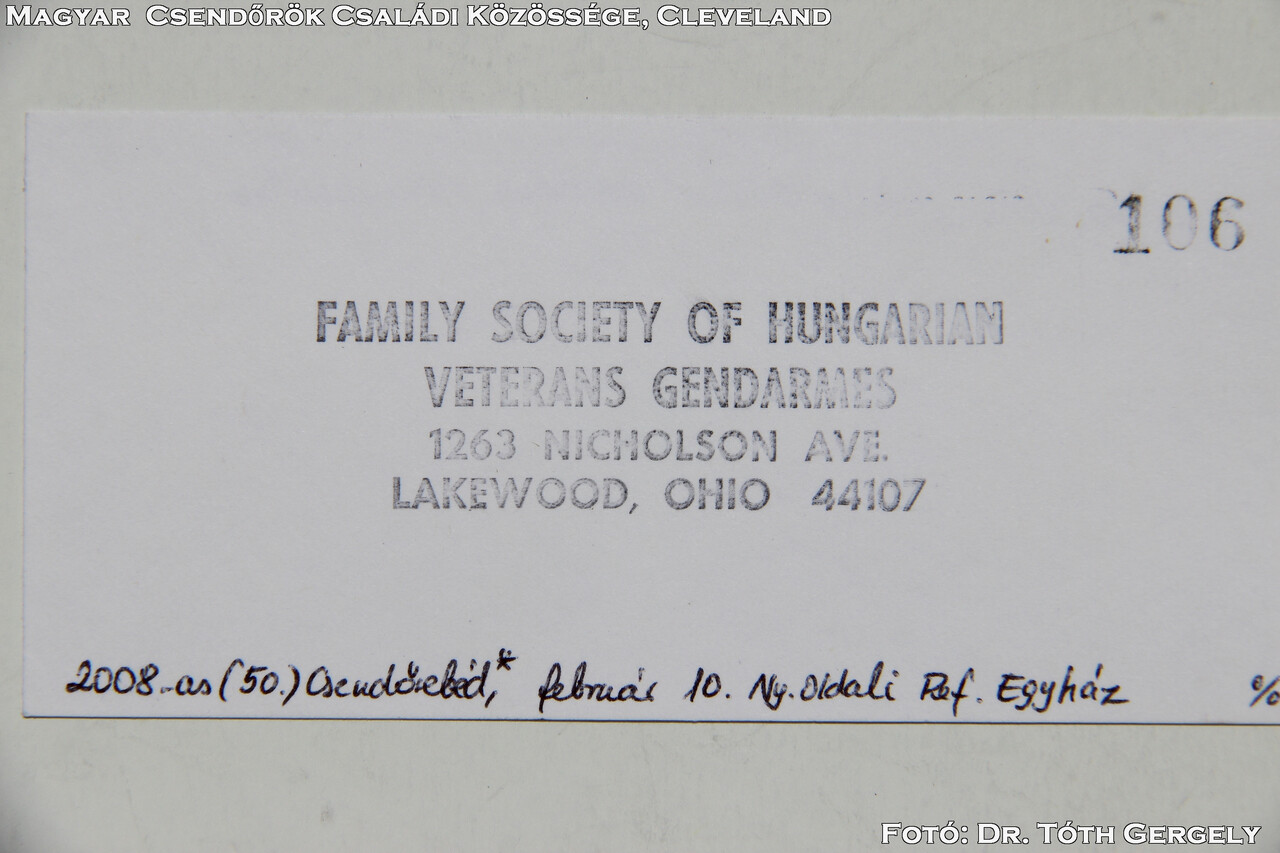 Magyar Csendőrök Családi Közössége, Cleveland
106
FAMILY SOCIETY OF HUNGARIAN
VETERANS GENDARMES
1263 NICHOLSON AVE.
LAKEWOOD, OHIO 44107
2008-as (50.) Csendőrebéd,* február 10. Ny. Oldali Ref. Egyház
Fotó: Dr. Tóth Gergely